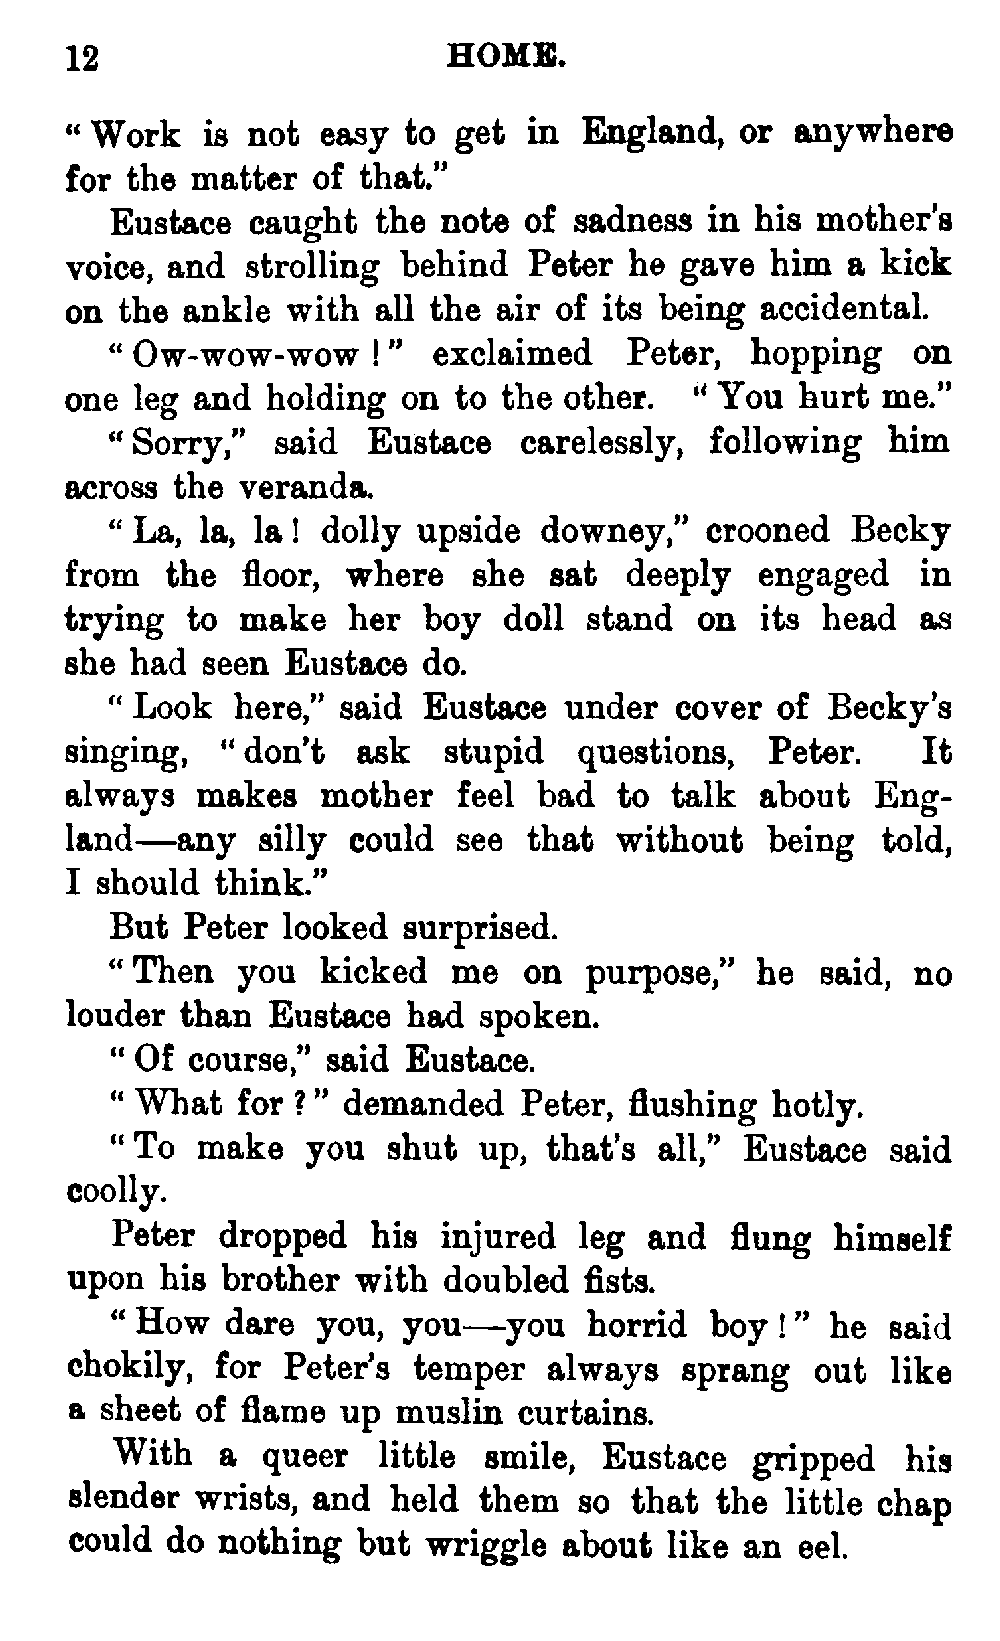 12 HOME.
“ Work is not easy to get in England, or anywhere
for the matter of that.”
Eustace caught the note of sadness in his mother's
voice, and strolling behind Peter he gave him a kick
on the ankle with all the air of its being accidental.
“ Ow-wow-wow ! ” exclaimed Peter, hopping on
one leg and holding on to the other. “ You hurt me.”
“ Sorry,” said Eustace carelessly, following him
across the veranda.
“ La, la, la ! dolly upside downey,” crooned Becky
from the floor, where she sat deeply engaged in
trying to make her boy doll stand on its head as
she had seen Eustace do.
“ Look here,” said Eustace under cover of Becky's
singing, “ don't ask stupid questions, Peter. It
always makes mother feel bad to talk about Eng-
land—any silly could see that without being told,
I should think.”
But Peter looked surprised.
“ Then you kicked me on purpose,” he said, no
louder than Eustace had spoken.
“ Of course,” said Eustace.
“ What for ? ” demanded Peter, flushing hotly.
“ To make you shut up, that's all,” Eustace said
coolly.
Peter dropped his injured leg and flung himself
upon his brother with doubled fists.
“ How dare you, you—you horrid boy ! ” he said
chokily, for Peter's temper always sprang out like
a sheet of flame up muslin curtains.
With a queer little smile, Eustace gripped his
slender wrists, and held them so that the little chap
could do nothing but wriggle about like an eel.